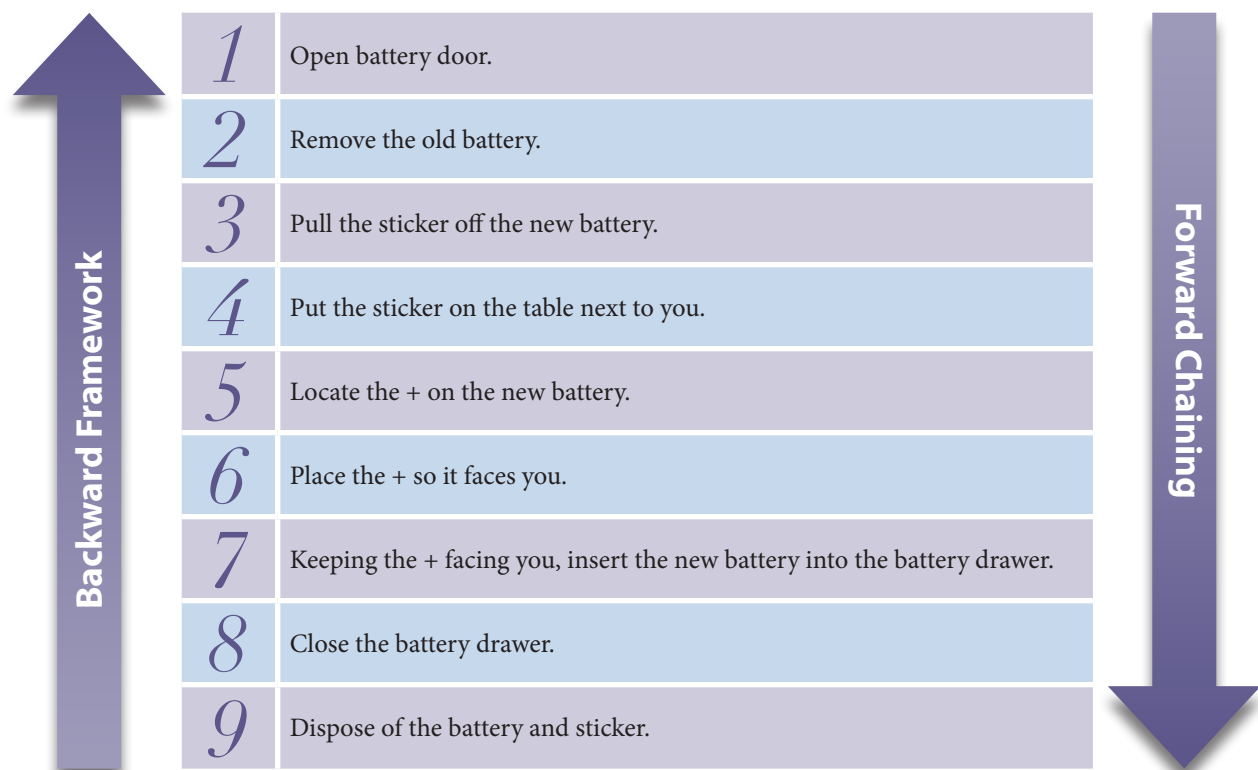 Backward Framework
1 Open battery door.
2 Remove the old battery.
3 Pull the sticker off the new battery.
4 Put the sticker on the table next to you.
5 Locate the + on the new battery.
6 Place the + so it faces you.
7 Keeping the + facing you, insert the new battery into the battery drawer.
8 Close the battery drawer.
9 Dispose of the battery and sticker.
Forward Chaining